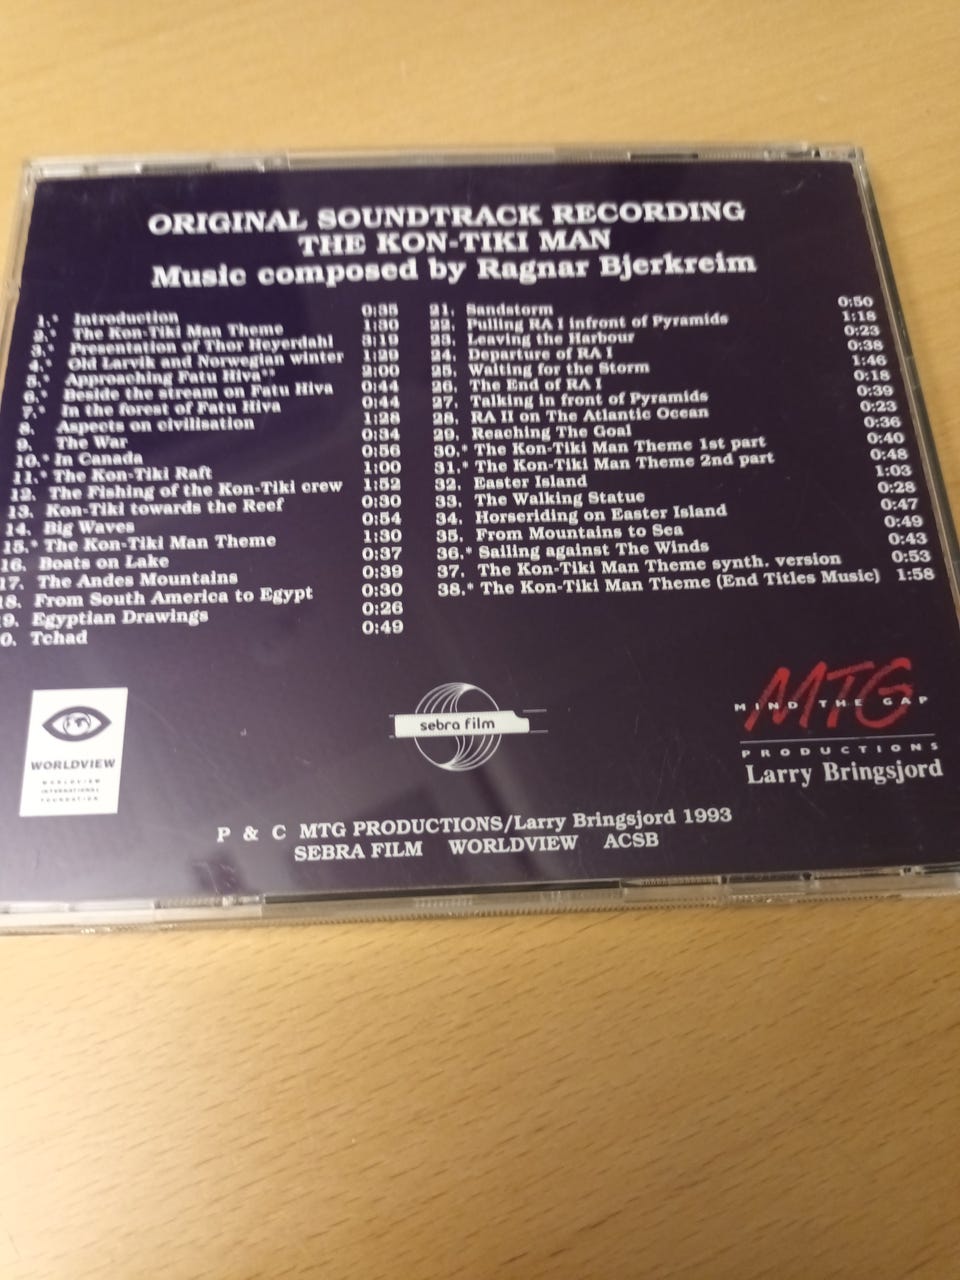 ORIGINAL SOUNDTRACK RECORDING
THE KON-TIKI MAN
Music composed by Ragnar Bjerkreim
1.* Introduction 0:35
2.* The Kon-Tiki Man Theme 1:30
3.* Presentation of Thor Heyerdahl 3:19
4.* Old Larvik and Norwegian winter 1:29
5.* Approaching Fatu Hiva** 2:00
6.* Beside the stream on Fatu Hiva 0:44
7.* In the forest of Fatu Hiva 0:44
8. Aspects on civilisation 1:28
9. The War 0:34
10.* In Canada 0:56
11.* The Kon-Tiki Raft 1:00
12. The Fishing of the Kon-Tiki crew 1:52
13. Kon-Tiki towards the Reef 0:30
14. Big Waves 0:54
15.* The Kon-Tiki Man Theme 1:30
16. Boats on Lake 0:37
17. The Andes Mountains 0:39
18. From South America to Egypt 0:30
9. Egyptian Drawings 0:26
0. Tchad 0:49
21. Sandstorm 0:50
22. Pulling RA I infront of Pyramids 1:18
23. Leaving the Harbour 0:23
24. Departure of RA I 0:38
25. Waiting for the Storm 1:46
26. The End of RA I 0:18
27. Talking in front of Pyramids 0:39
28. RA II on The Atlantic Ocean 0:23
29. Reaching The Goal 0:36
30.* The Kon-Tiki Man Theme 1st part 0:40
31.* The Kon-Tiki Man Theme 2nd part 0:48
32. Easter Island 1:03
33. The Walking Statue 0:28
34. Horseriding on Easter Island 0:47
35. From Mountains to Sea 0:49
36.* Sailing against The Winds 0:43
37. The Kon-Tiki Man Theme synth. version 0:53
38.* The Kon-Tiki Man Theme (End Titles Music) 1:58
WORLDVIEW
WORLDVIEW
INTERNATIONAL
FOUNDATION
sebra film
MTG
MIND THE GAP
PRODUCTIONS
Larry Bringsjord
P & C MTG PRODUCTIONS/Larry Bringsjord 1993
SEBRA FILM WORLDVIEW ACSB